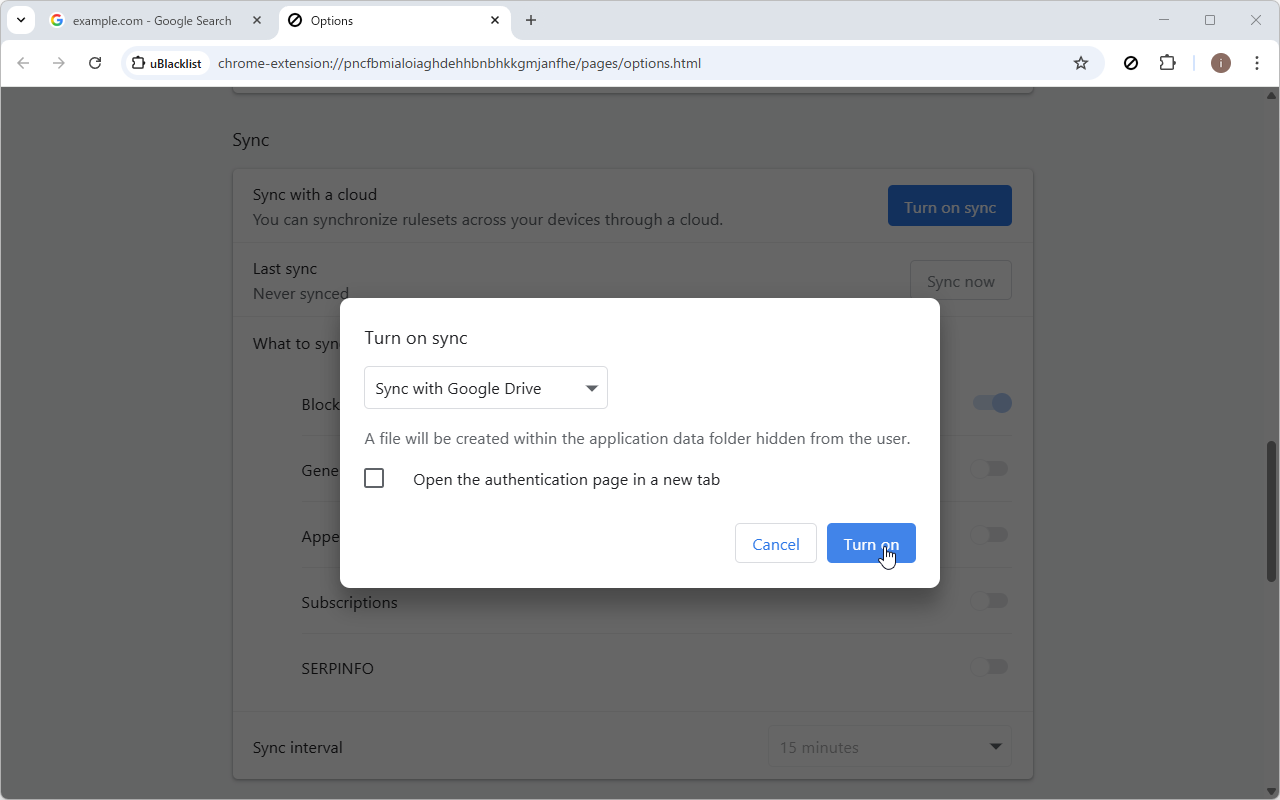 example.com - Google Search
Options
uBlacklist
chrome-extension://pncfbmialoiaghdehhbnbhkkgmjanfhe/pages/options.html
i
Sync
Sync with a cloud
You can synchronize rulesets across your devices through a cloud.
Turn on sync
Last sync
Never synced
Sync now
What to syn
Turn on sync
Sync with Google Drive
A file will be created within the application data folder hidden from the user.
Open the authentication page in a new tab
Cancel
Turn on
Block
Gene
Appe
Subscriptions
SERPINFO
Sync interval
15 minutes